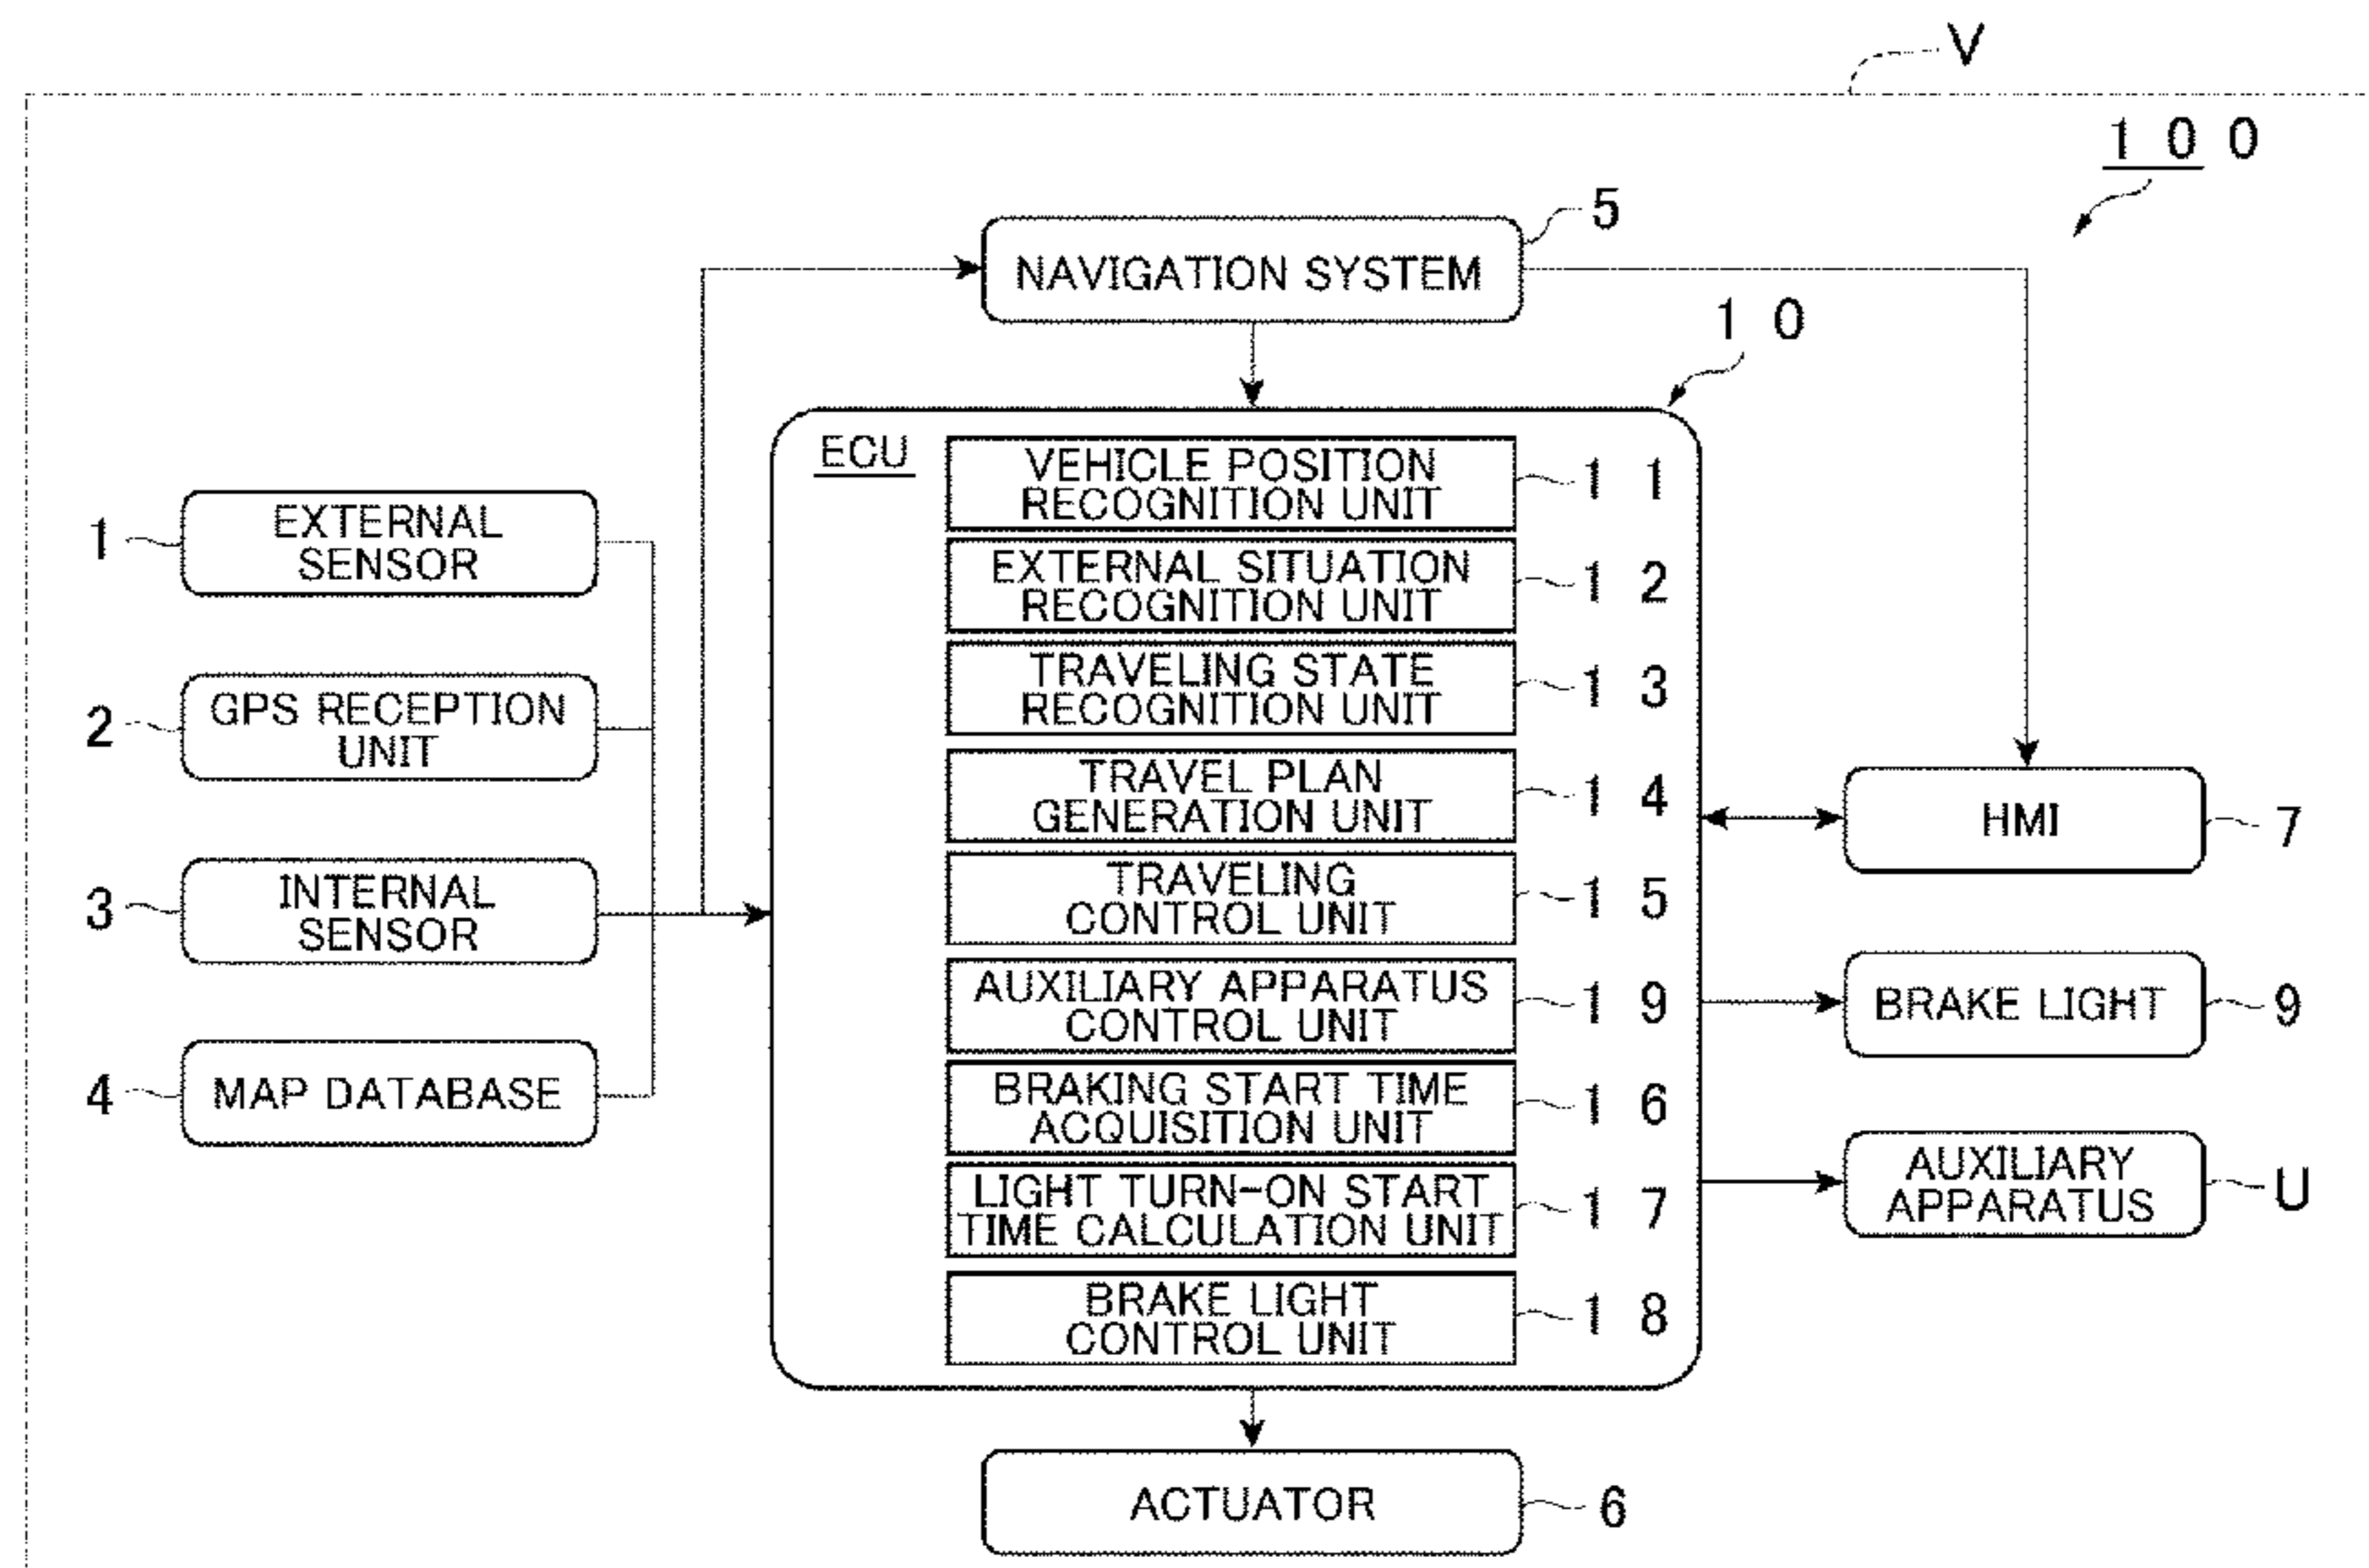 V
100
5
NAVIGATION SYSTEM
10
ECU
VEHICLE POSITION
RECOGNITION UNIT
11
EXTERNAL SITUATION
RECOGNITION UNIT
12
TRAVELING STATE
RECOGNITION UNIT
13
TRAVEL PLAN
GENERATION UNIT
14
TRAVELING
CONTROL UNIT
15
AUXILIARY APPARATUS
CONTROL UNIT
19
BRAKING START TIME
ACQUISITION UNIT
16
LIGHT TURN-ON START
TIME CALCULATION UNIT
17
BRAKE LIGHT
CONTROL UNIT
18
1
EXTERNAL
SENSOR
2
GPS RECEPTION
UNIT
3
INTERNAL
SENSOR
4
MAP DATABASE
HMI
7
BRAKE LIGHT
9
AUXILIARY
APPARATUS
U
ACTUATOR
6